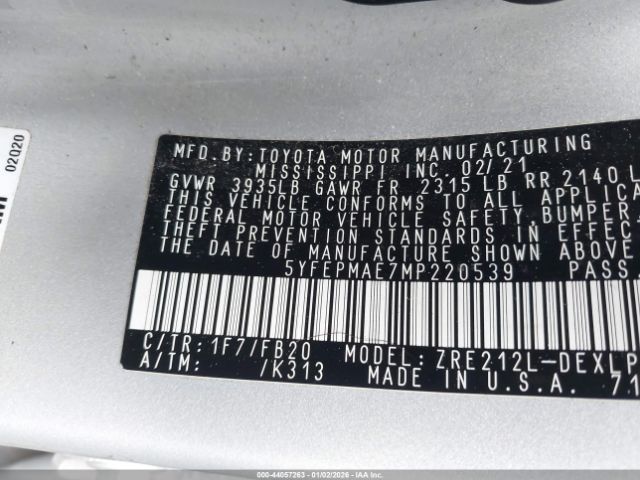 MFD.BY:TOYOTA MOTOR MANUFACTURING
MISSISSIPPI INC. 02/21
GVWR 3935LB GAWR FR 2315 LB RR 2140 L
THIS VEHICLE CONFORMS TO ALL APPLICA
FEDERAL MOTOR VEHICLE SAFETY,BUMPER,
THEFT PREVENTION STANDARDS IN EFFEC
THE DATE OF MANUFACTURE SHOWN ABOVE
5YFEPMAE7MP220539 PASS.
C/TR: 1F7/FB20 MODEL: ZRE212L-DEXLP
A/TM: /K313 MADE IN U.S.A. 71
02020
000-44057263 - 01/02/2026 - COPYRIGHT IAA